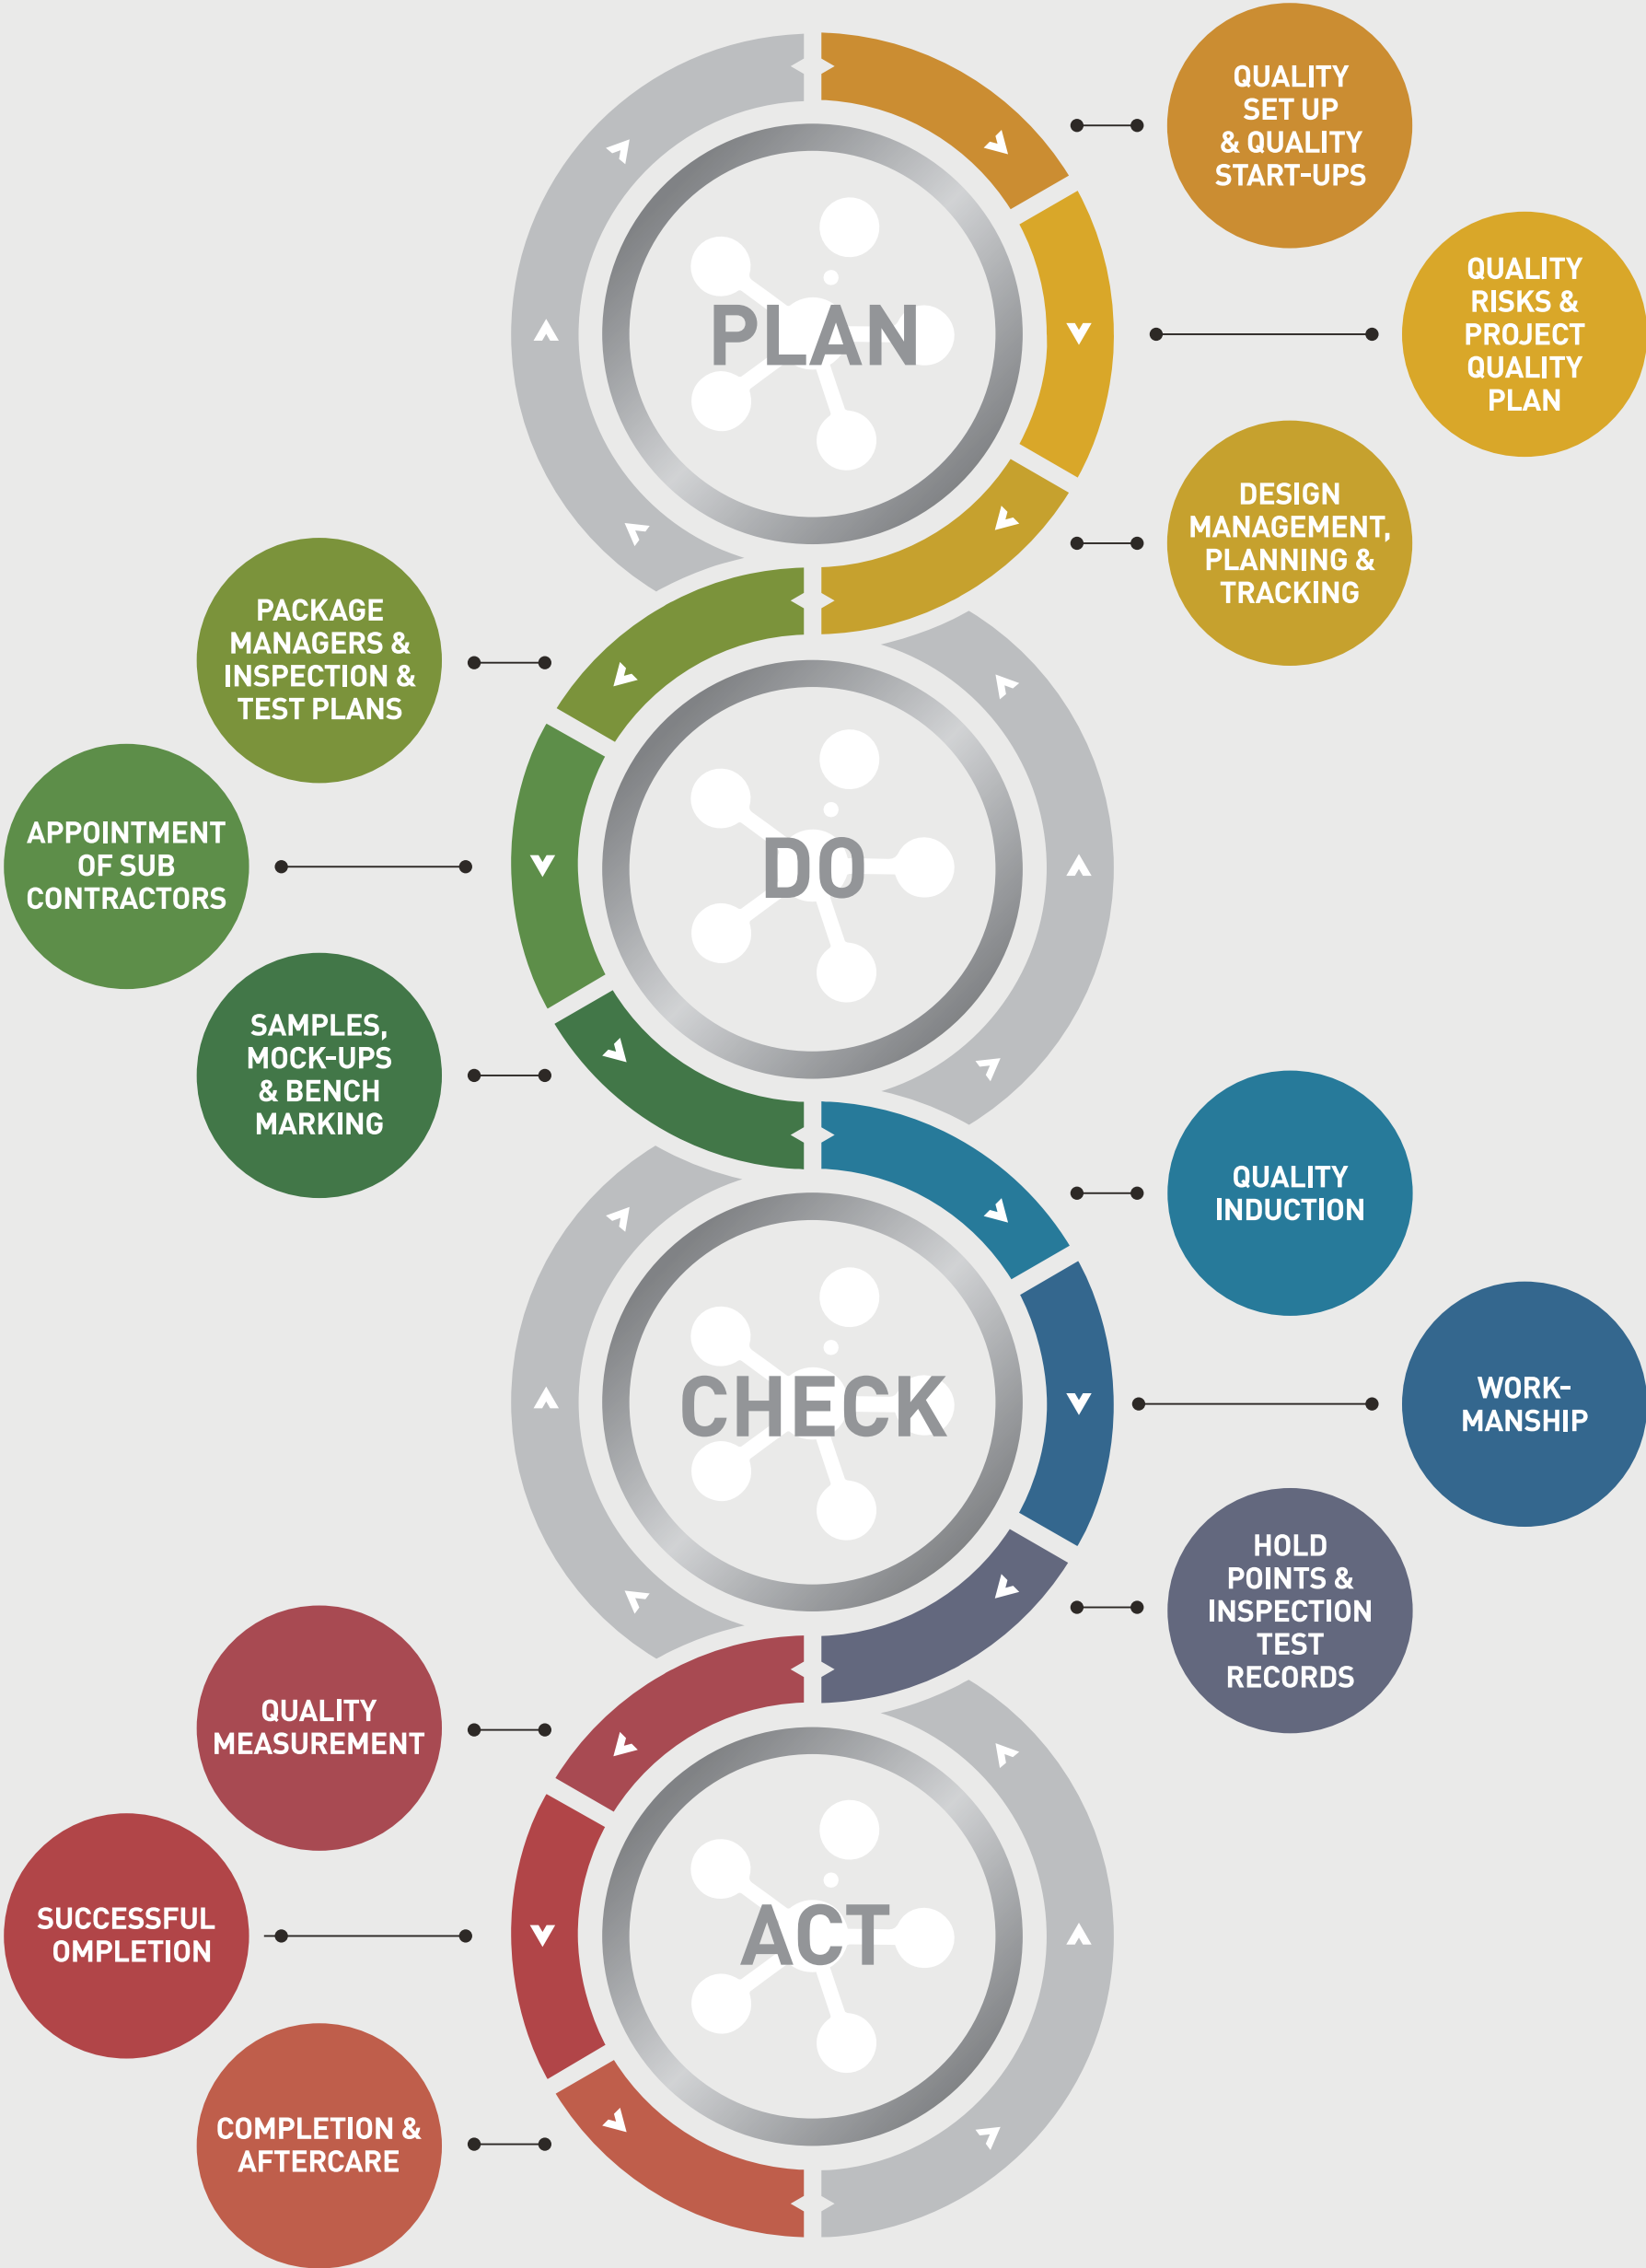 PLAN
QUALITY
SET UP
& QUALITY
START-UPS
QUALITY
RISKS &
PROJECT
QUALITY
PLAN
DESIGN
MANAGEMENT,
PLANNING &
TRACKING
DO
PACKAGE
MANAGERS &
INSPECTION &
TEST PLANS
APPOINTMENT
OF SUB
CONTRACTORS
SAMPLES,
MOCK-UPS
& BENCH
MARKING
CHECK
QUALITY
INDUCTION
WORK-
MANSHIP
HOLD
POINTS &
INSPECTION
TEST
RECORDS
ACT
QUALITY
MEASUREMENT
SUCCESSFUL
OMPLETION
COMPLETION &
AFTERCARE